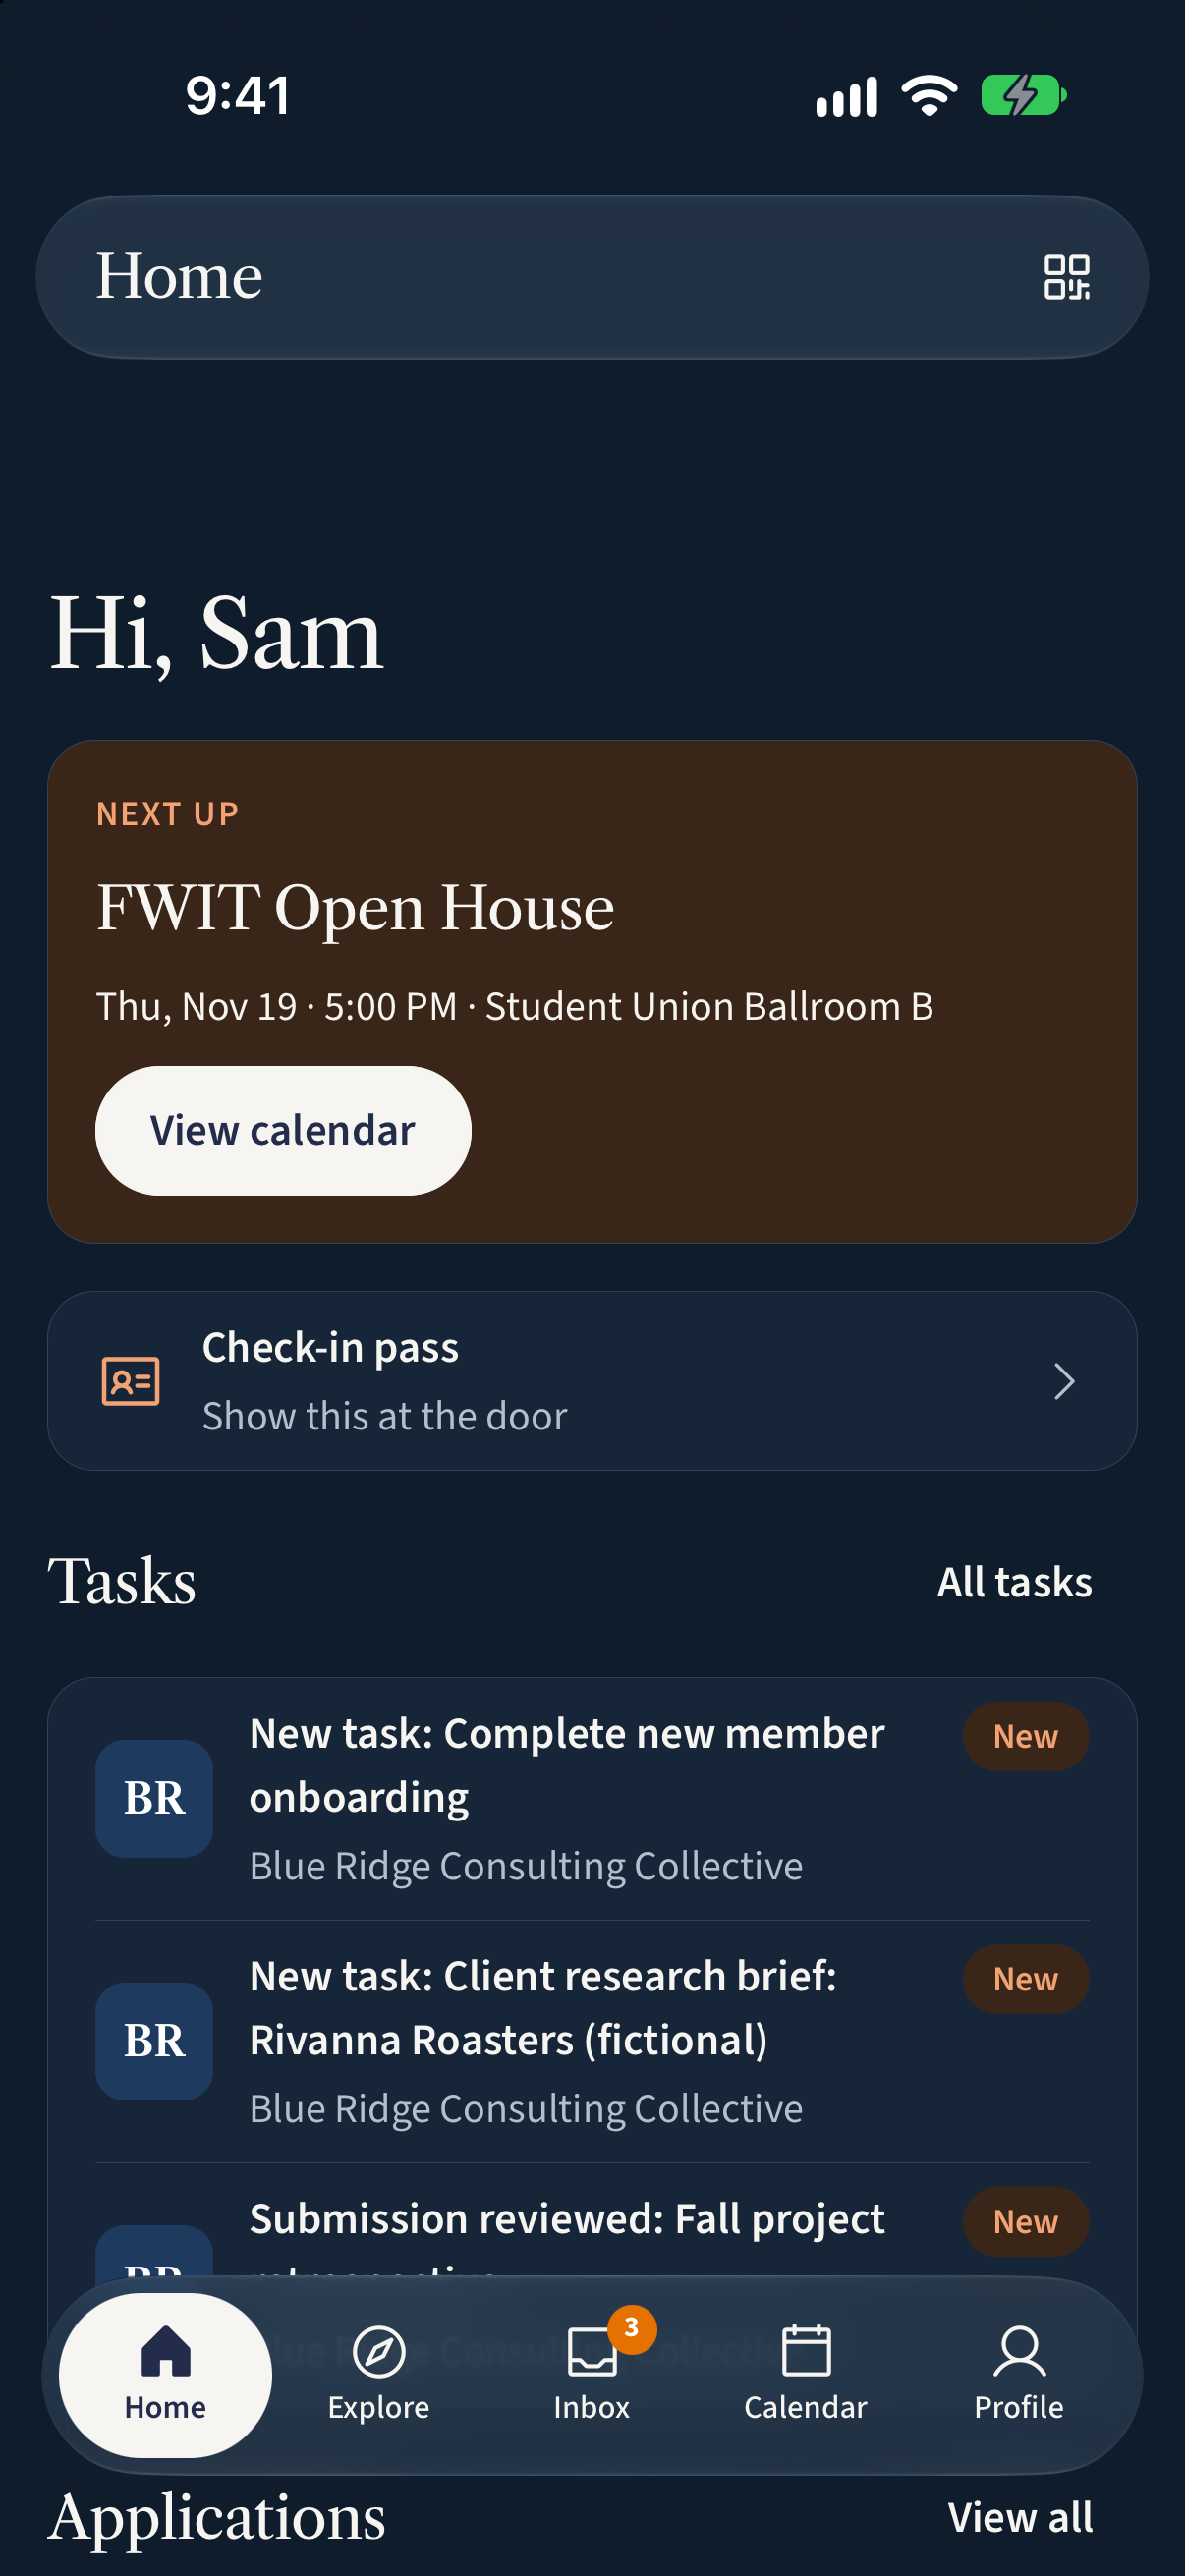 9:41
Home
Hi, Sam
NEXT UP
FWIT Open House
Thu, Nov 19 · 5:00 PM · Student Union Ballroom B
View calendar
Check-in pass
Show this at the door
Tasks
All tasks
BR
New task: Complete new member
onboarding
New
Blue Ridge Consulting Collective
BR
New task: Client research brief:
Rivanna Roasters (fictional)
New
Blue Ridge Consulting Collective
Submission reviewed: Fall project
New
3
Home
Explore
Inbox
Calendar
Profile
Applications
View all